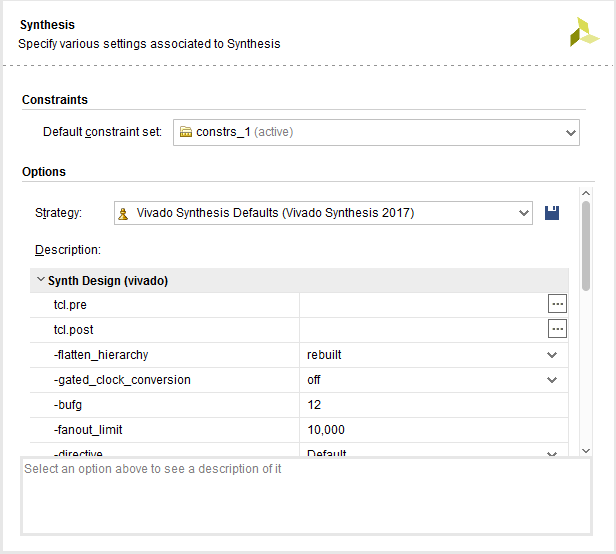 Synthesis
Specify various settings associated to Synthesis
Constraints
Default constraint set: constrs_1 (active)
Options
Strategy: Vivado Synthesis Defaults (Vivado Synthesis 2017)
Description:
Synth Design (vivado)
tcl.pre ...
tcl.post ...
-flatten_hierarchy rebuilt
-gated_clock_conversion off
-bufg 12
-fanout_limit 10,000
-directive Default
Select an option above to see a description of it